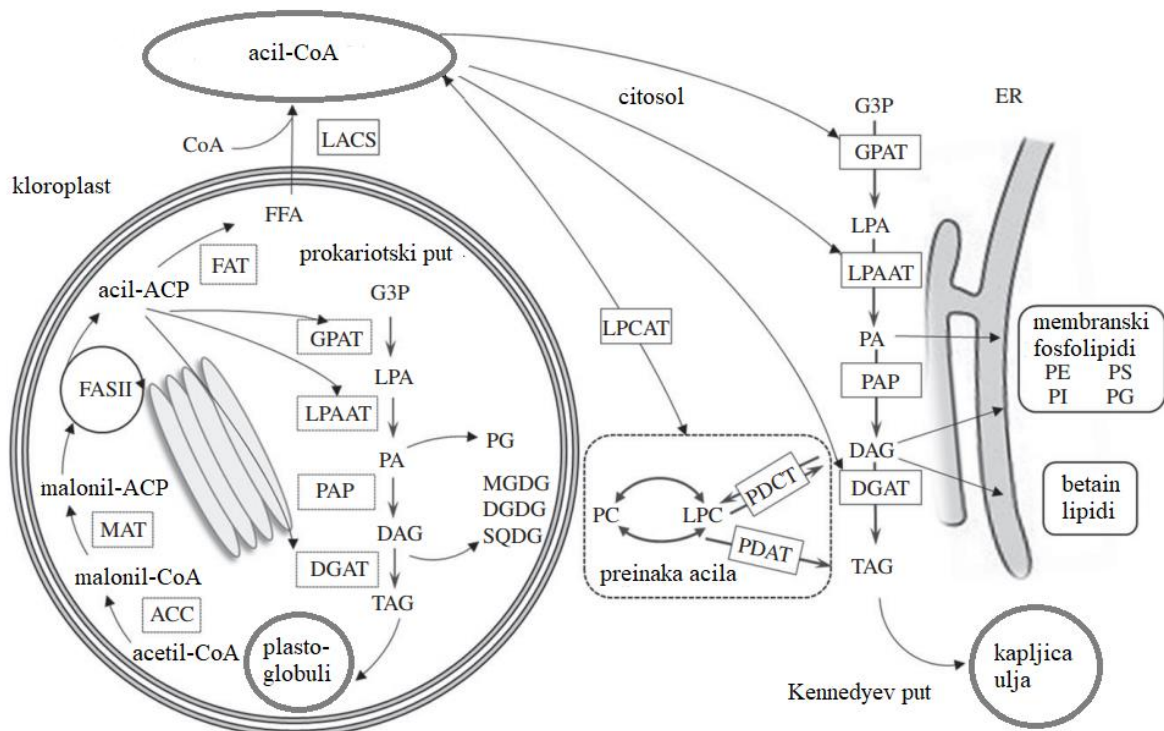 acil-CoA
citosol
CoA
LACS
kloroplast
FFA
FAT
prokariotski put
acil-ACP
G3P
GPAT
LPA
FASII
LPAAT
PA
PG
malonil-ACP
PAP
MGDG
DGDG
SQDG
MAT
DAG
malonil-CoA
DGAT
TAG
ACC
acetil-CoA
plasto-
globuli
LPCAT
PC
LPC
PDCT
PDAT
preinaka acila
G3P
ER
GPAT
LPA
LPAAT
PA
PAP
DAG
DGAT
TAG
membranski
fosfolipidi
PE PS
PI PG
betain
lipidi
Kennedyev put
kapljica
ulja